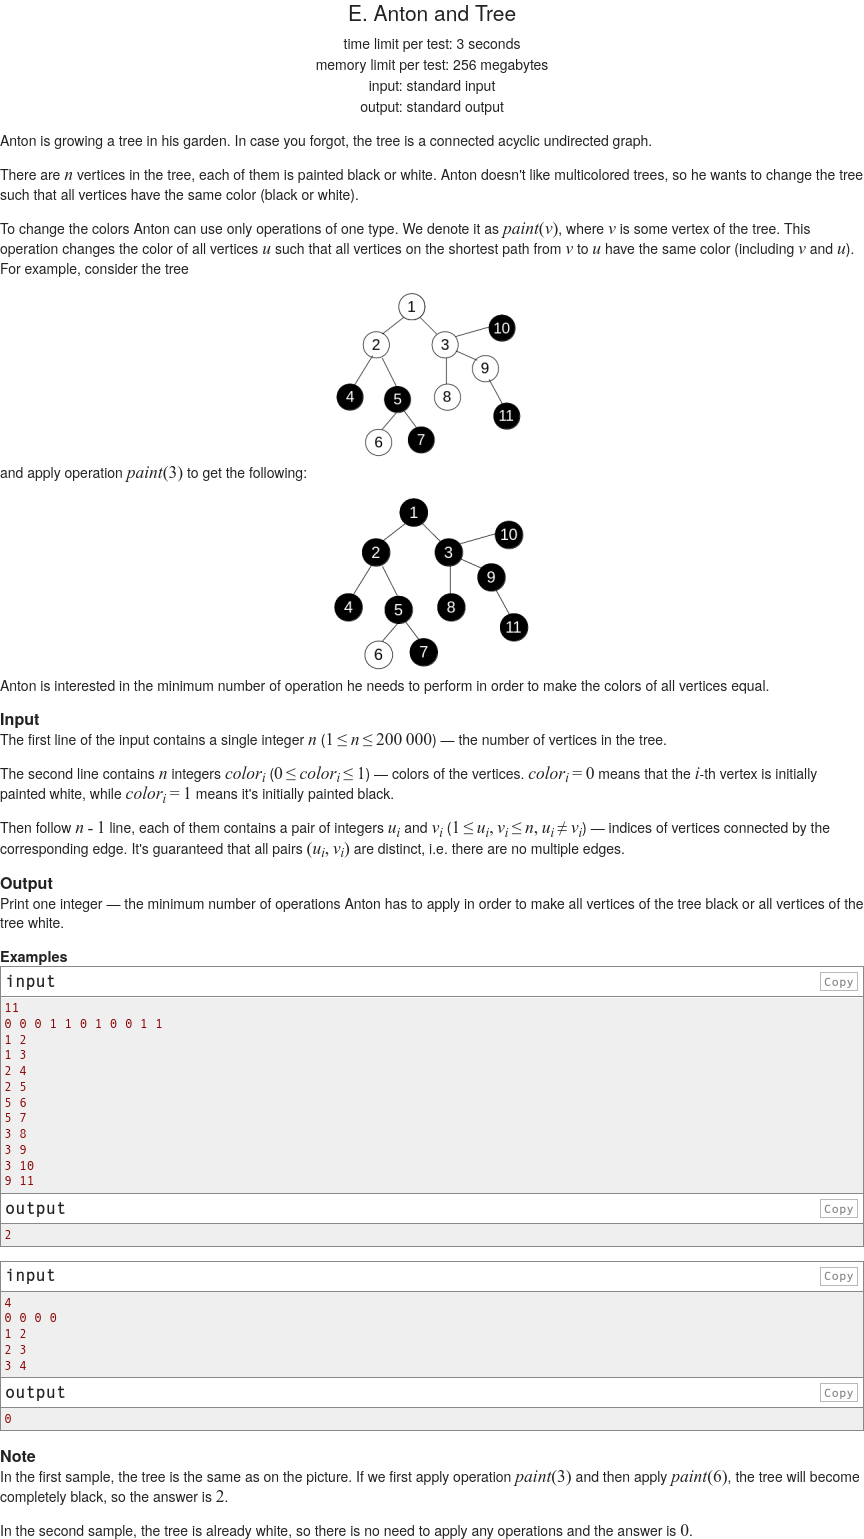 E. Anton and Tree
time limit per test: 3 seconds
memory limit per test: 256 megabytes
input: standard input
output: standard output
Anton is growing a tree in his garden. In case you forgot, the tree is a connected acyclic undirected graph.
There are n vertices in the tree, each of them is painted black or white. Anton doesn't like multicolored trees, so he wants to change the tree
such that all vertices have the same color (black or white).
To change the colors Anton can use only operations of one type. We denote it as paint(v), where v is some vertex of the tree. This
operation changes the color of all vertices u such that all vertices on the shortest path from v to u have the same color (including v and u).
For example, consider the tree
1
10
2 3
9
4 5 8
11
6 7
and apply operation paint(3) to get the following:
1
10
2 3
9
4 5 8
11
6 7
Anton is interested in the minimum number of operation he needs to perform in order to make the colors of all vertices equal.
Input
The first line of the input contains a single integer n (1 ≤ n ≤ 200 000) — the number of vertices in the tree.
The second line contains n integers color_i (0 ≤ color_i ≤ 1) — colors of the vertices. color_i = 0 means that the i-th vertex is initially
painted white, while color_i = 1 means it's initially painted black.
Then follow n - 1 line, each of them contains a pair of integers u_i and v_i (1 ≤ u_i, v_i ≤ n, u_i ≠ v_i) — indices of vertices connected by the
corresponding edge. It's guaranteed that all pairs (u_i, v_i) are distinct, i.e. there are no multiple edges.
Output
Print one integer — the minimum number of operations Anton has to apply in order to make all vertices of the tree black or all vertices of the
tree white.
Examples
input Copy
11
0 0 0 1 1 0 1 0 0 1 1
1 2
1 3
2 4
2 5
5 6
5 7
3 8
3 9
3 10
9 11
output Copy
2
input Copy
4
0 0 0 0
1 2
2 3
3 4
output Copy
0
Note
In the first sample, the tree is the same as on the picture. If we first apply operation paint(3) and then apply paint(6), the tree will become
completely black, so the answer is 2.
In the second sample, the tree is already white, so there is no need to apply any operations and the answer is 0.